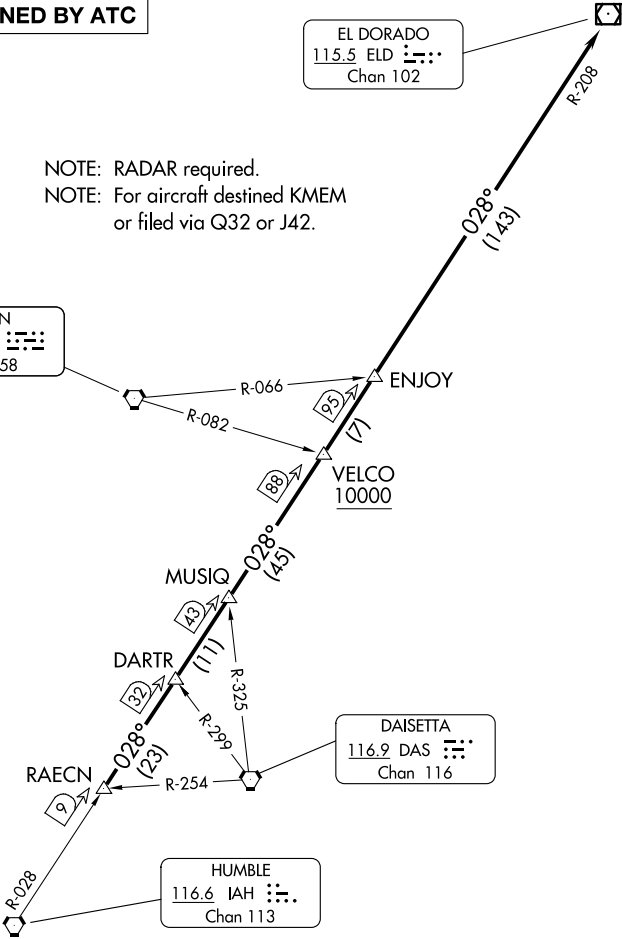 NED BY ATC
EL DORADO
115.5 ELD
Chan 102
R-208
NOTE: RADAR required.
NOTE: For aircraft destined KMEM
or filed via Q32 or J42.
028°
(143)
N
58
R-066
ENJOY
95
R-082
(7)
VELCO
10000
88
028°
(45)
MUSIQ
43
(11)
DARTR
R-325
32
R-299
028°
(23)
DAISETTA
116.9 DAS
Chan 116
RAECN
R-254
9
R-028
HUMBLE
116.6 IAH
Chan 113